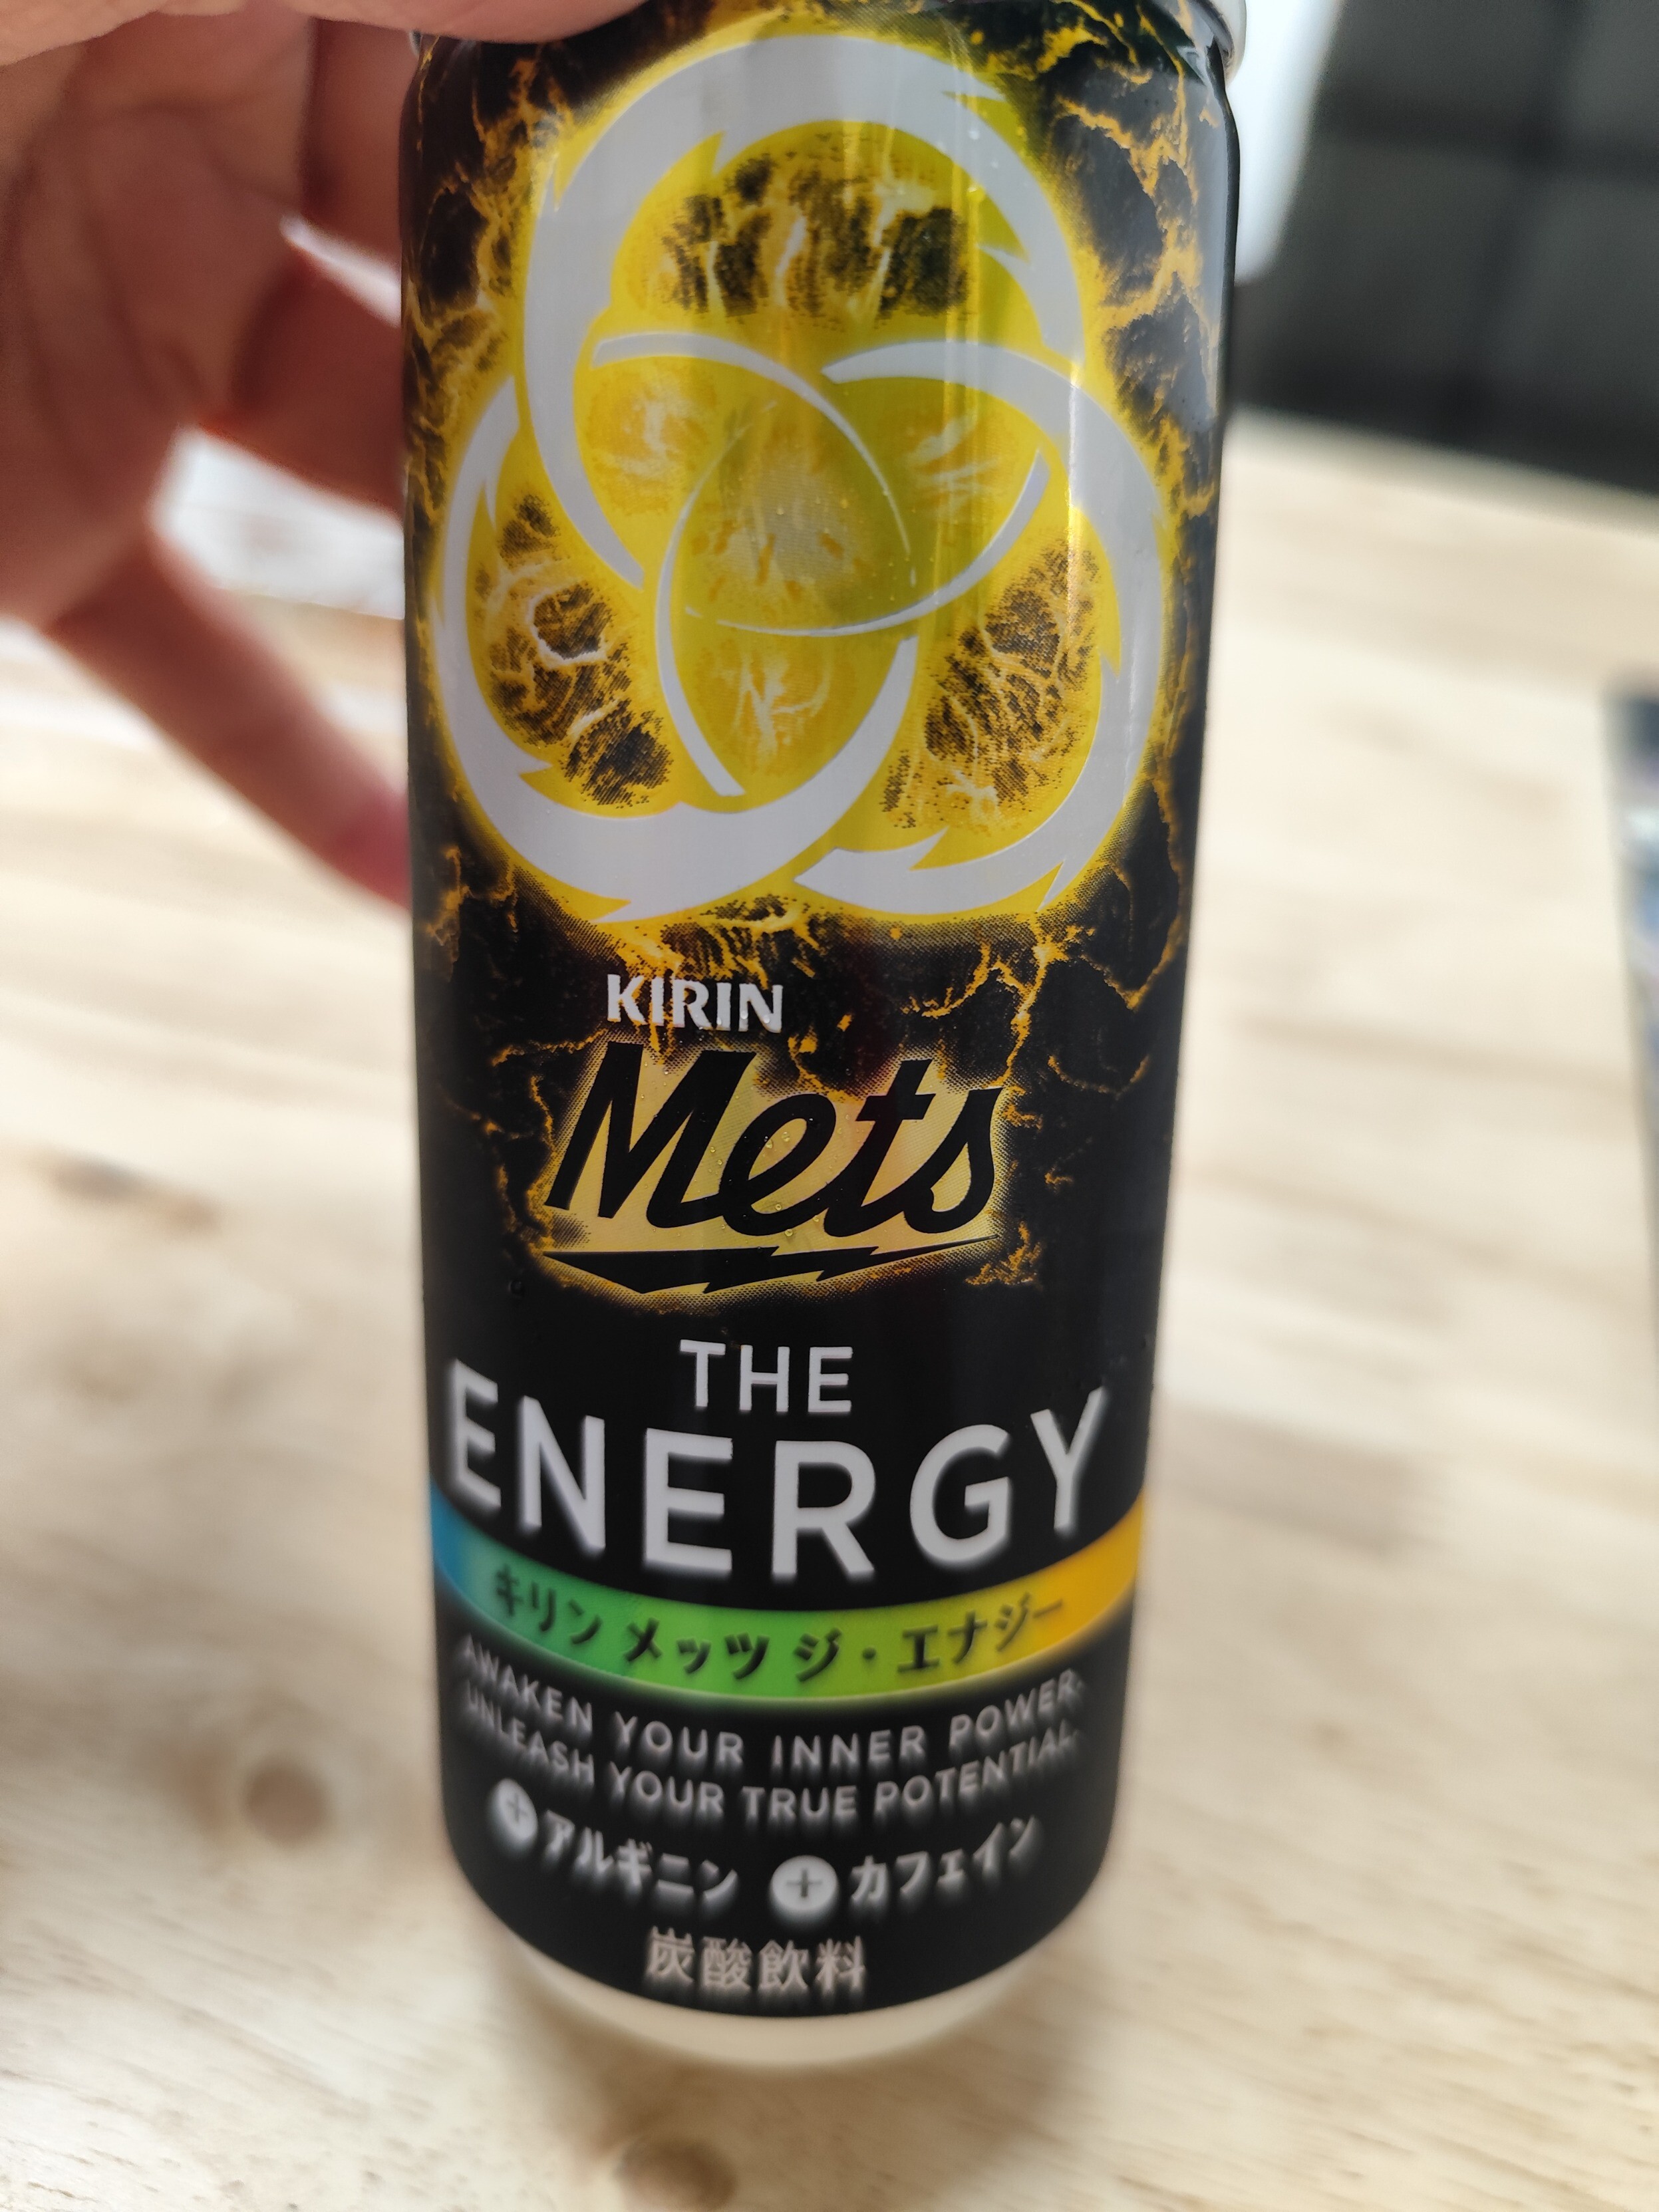 KIRIN
Mets
THE
ENERGY
キリン メッツ ジ・エナジー
AWAKEN YOUR INNER POWER.
UNLEASH YOUR TRUE POTENTIAL.
+アルギニン +カフェイン
炭酸飲料